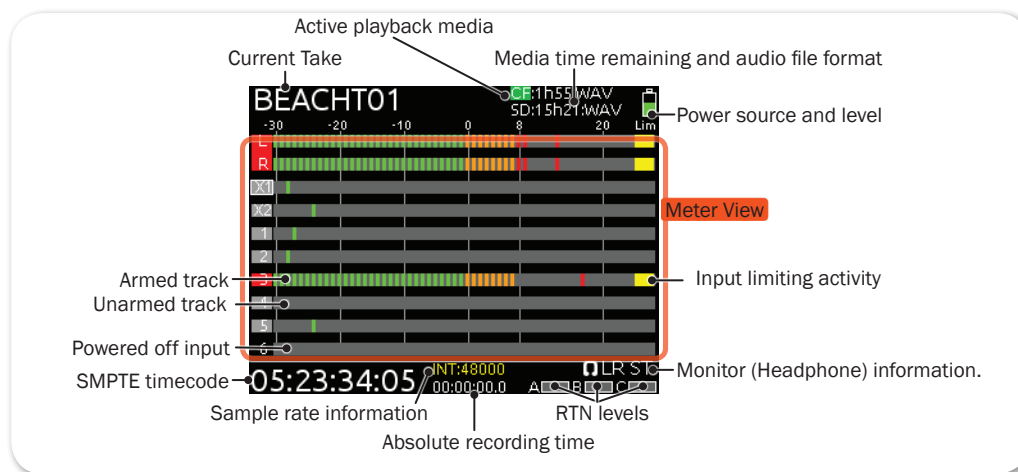 Active playback media
Current Take
Media time remaining and audio file format
BEACHT01
CF:1h55:WAV
SD:15h21:WAV
Power source and level
-30 -20 -10 0 8 20 Lim
L
R
X1
Meter View
X2
1
2
Armed track
3
Input limiting activity
Unarmed track
4
5
Powered off input
6
SMPTE timecode
05:23:34:05
INT:48000
00:00:00.0
LR ST
A B C
Monitor (Headphone) information.
Sample rate information
RTN levels
Absolute recording time